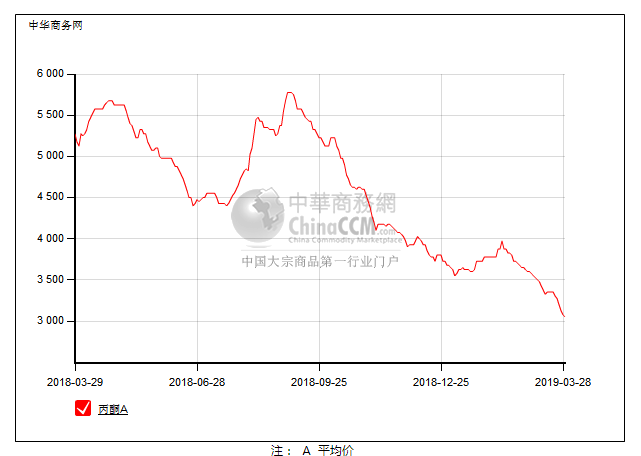 中华商务网
6 000
5 500
5 000
4 500
4 000
3 500
3 000
中華商務網
ChinaCCM.com
China Commodity Marketplace
中国大宗商品第一行业门户
2018-03-29 2018-06-28 2018-09-25 2018-12-25 2019-03-28
丙酮A
注： A 平均价